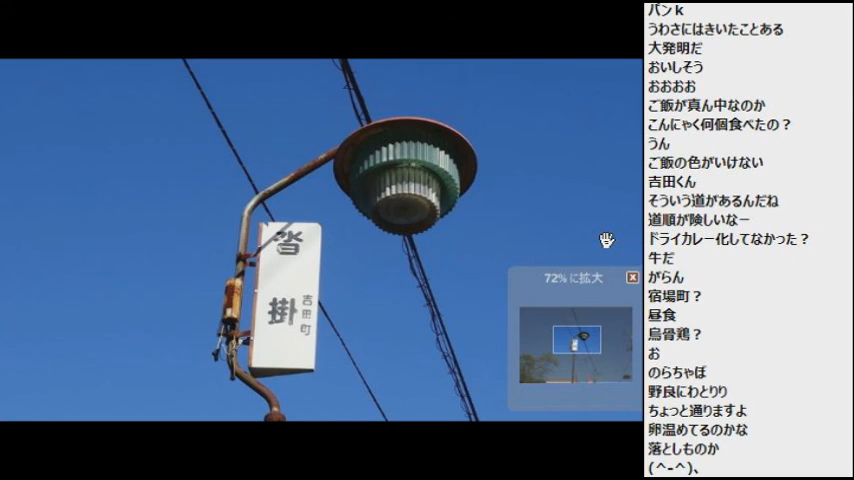 沓
掛
吉田町
72%に拡大
パンｋ
うわさにはきいたことある
大発明だ
おいしそう
おおおお
ご飯が真ん中なのか
こんにゃく何個食べたの？
うん
ご飯の色がいけない
吉田くん
そういう道があるんだね
道順が険しいなー
ドライカレー化してなかった？
牛だ
がらん
宿場町？
昼食
烏骨鶏？
お
のらちゃぼ
野良にわとりり
ちょっと通りますよ
卵温めてるのかな
落としものか
(^-^)、